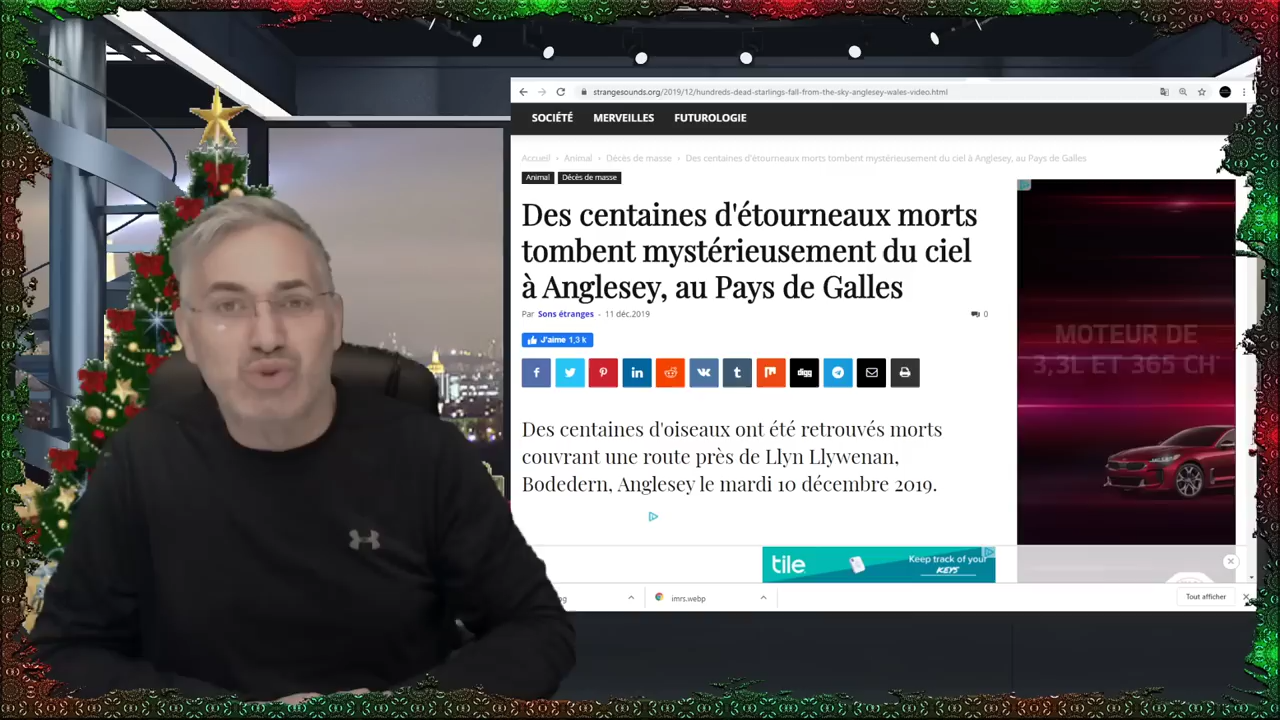 strangesounds.org/2019/12/hundreds-dead-starlings-fall-from-the-sky-anglesey-wales-video.html
SOCIÉTÉ MERVEILLES FUTUROLOGIE
Accueil › Animal › Décès de masse › Des centaines d'étourneaux morts tombent mystérieusement du ciel à Anglesey, au Pays de Galles
Animal Décès de masse
Des centaines d'étourneaux morts
tombent mystérieusement du ciel
à Anglesey, au Pays de Galles
Par Sons étranges - 11 déc.2019 0
J'aime 1,3 k
digg
Des centaines d'oiseaux ont été retrouvés morts
couvrant une route près de Llyn Llywenan,
Bodedern, Anglesey le mardi 10 décembre 2019.
MOTEUR DE
3,3L ET 365 CH
tile
Keep track of your
KEYS
imrs.webp
Tout afficher